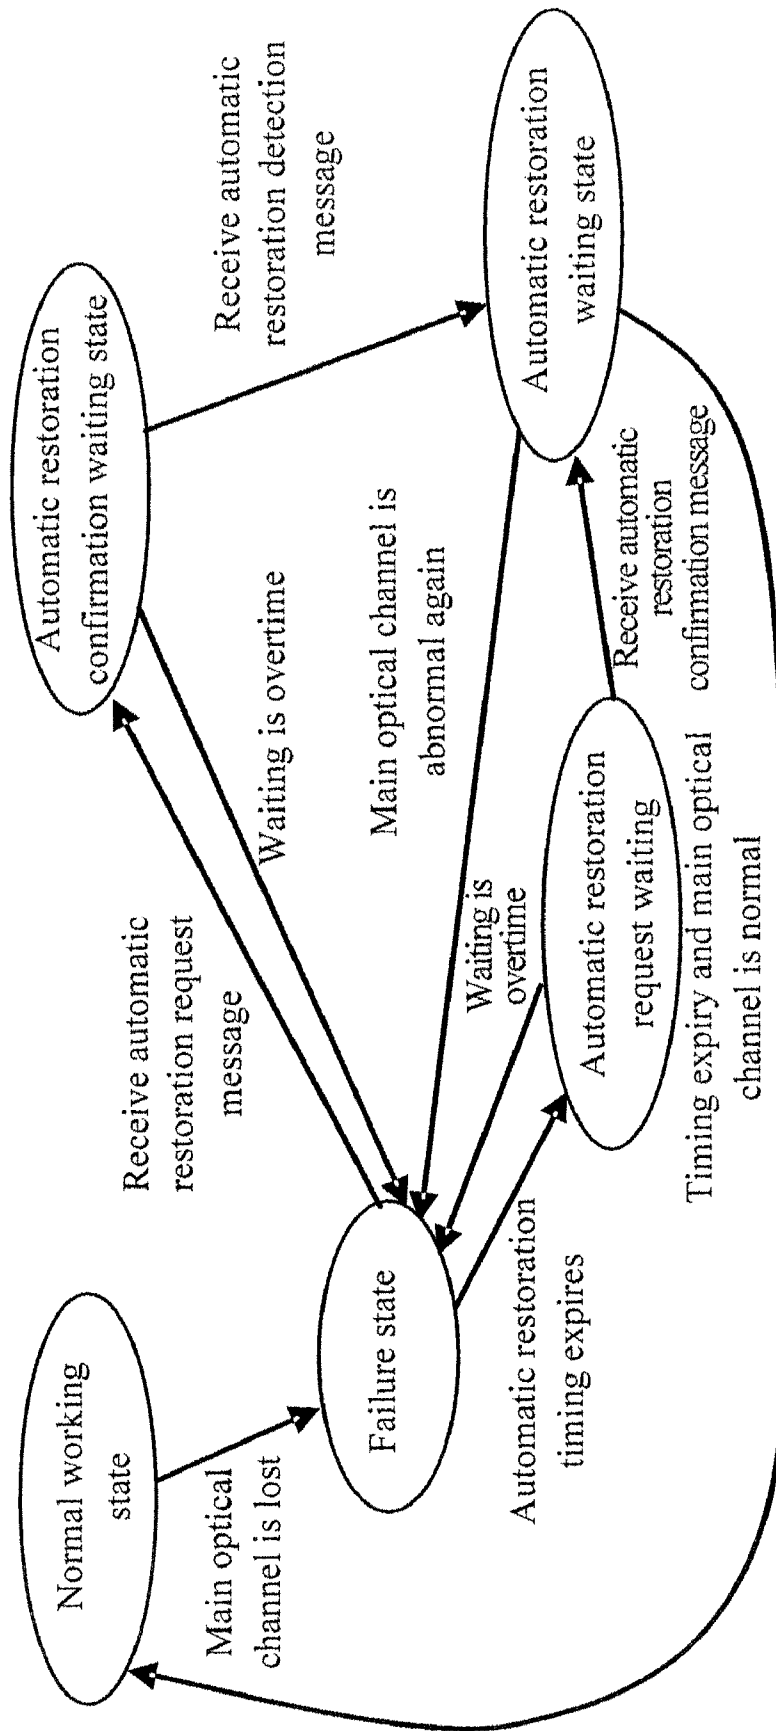 Normal working
state
Main optical
channel is lost
Failure state
Receive automatic
restoration request
message
Automatic restoration
confirmation waiting state
Waiting is overtime
Receive automatic
restoration detection
message
Main optical channel is
abnormal again
Automatic restoration
waiting state
Waiting is
overtime
Automatic restoration
timing expires
Automatic restoration
request waiting
Receive automatic
restoration
confirmation message
Timing expiry and main optical
channel is normal